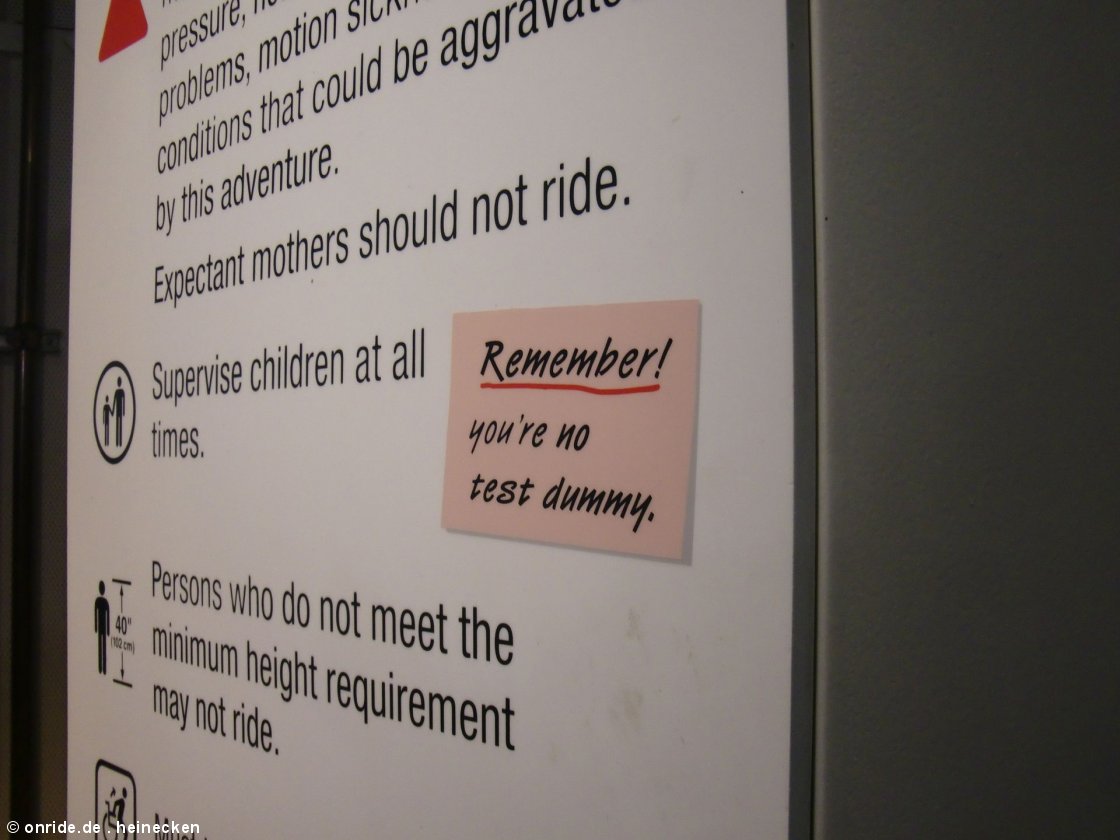 pressure,
problems, motion
conditions that could be
by this adventure.
Expectant mothers should not ride.
Supervise children at all
times.
Remember!
you're no
test dummy.
40"
(102 cm)
Persons who do not meet the
minimum height requirement
may not ride.
© onride.de . heinecken